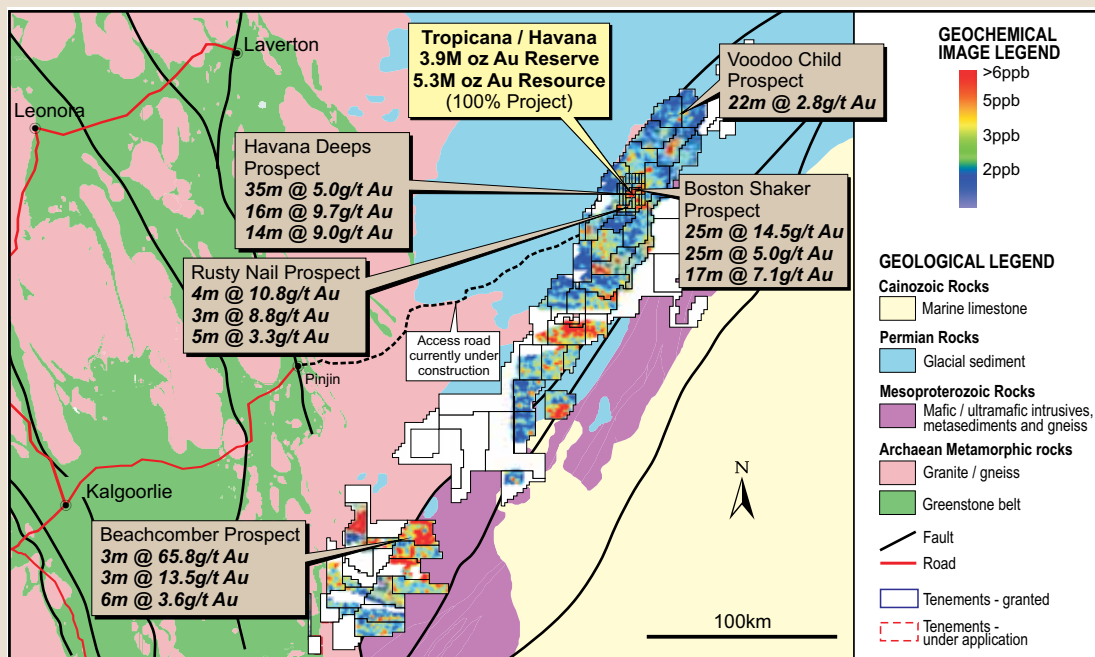 Laverton
Leonora
Tropicana / Havana
3.9M oz Au Reserve
5.3M oz Au Resource
(100% Project)
Voodoo Child
Prospect
22m @ 2.8g/t Au
Havana Deeps
Prospect
35m @ 5.0g/t Au
16m @ 9.7g/t Au
14m @ 9.0g/t Au
Boston Shaker
Prospect
25m @ 14.5g/t Au
25m @ 5.0g/t Au
17m @ 7.1g/t Au
Rusty Nail Prospect
4m @ 10.8g/t Au
3m @ 8.8g/t Au
5m @ 3.3g/t Au
Access road
currently under
construction
Pinjin
Kalgoorlie
Beachcomber Prospect
3m @ 65.8g/t Au
3m @ 13.5g/t Au
6m @ 3.6g/t Au
N
100km
GEOCHEMICAL
IMAGE LEGEND
>6ppb
5ppb
3ppb
2ppb
GEOLOGICAL LEGEND
Cainozoic Rocks
Marine limestone
Permian Rocks
Glacial sediment
Mesoproterozoic Rocks
Mafic / ultramafic intrusives,
metasediments and gneiss
Archaean Metamorphic rocks
Granite / gneiss
Greenstone belt
Fault
Road
Tenements - granted
Tenements -
under application